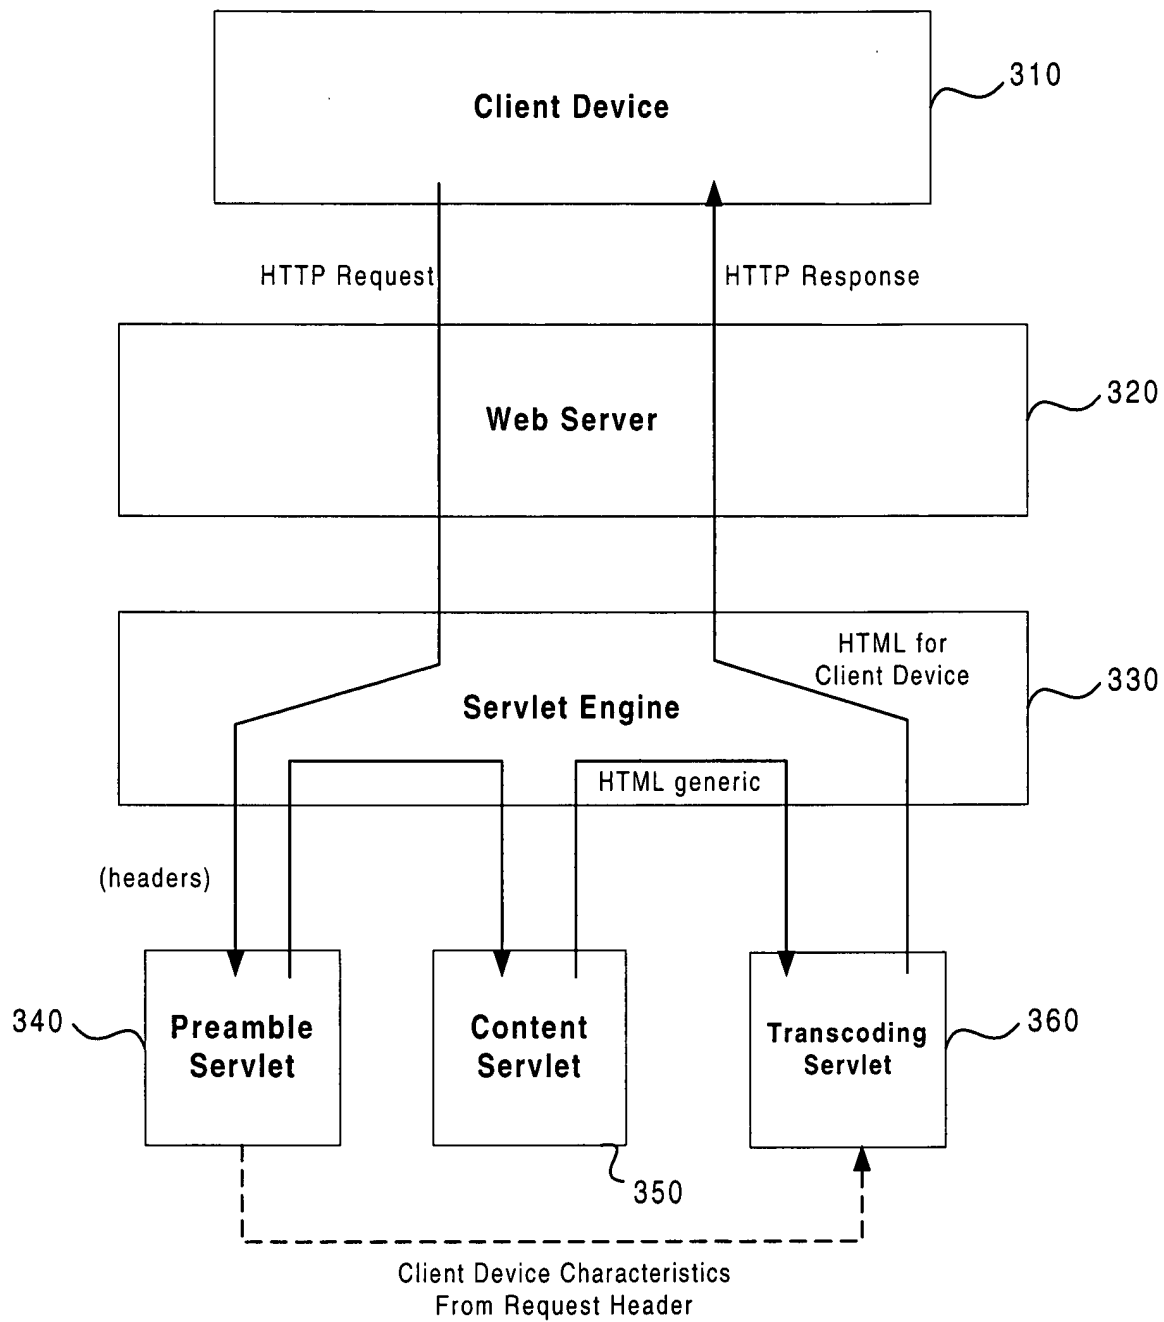 310
Client Device
HTTP Request
HTTP Response
320
Web Server
HTML for
Client Device
330
Servlet Engine
HTML generic
(headers)
340
Preamble
Servlet
Content
Servlet
Transcoding
Servlet
360
350
Client Device Characteristics
From Request Header